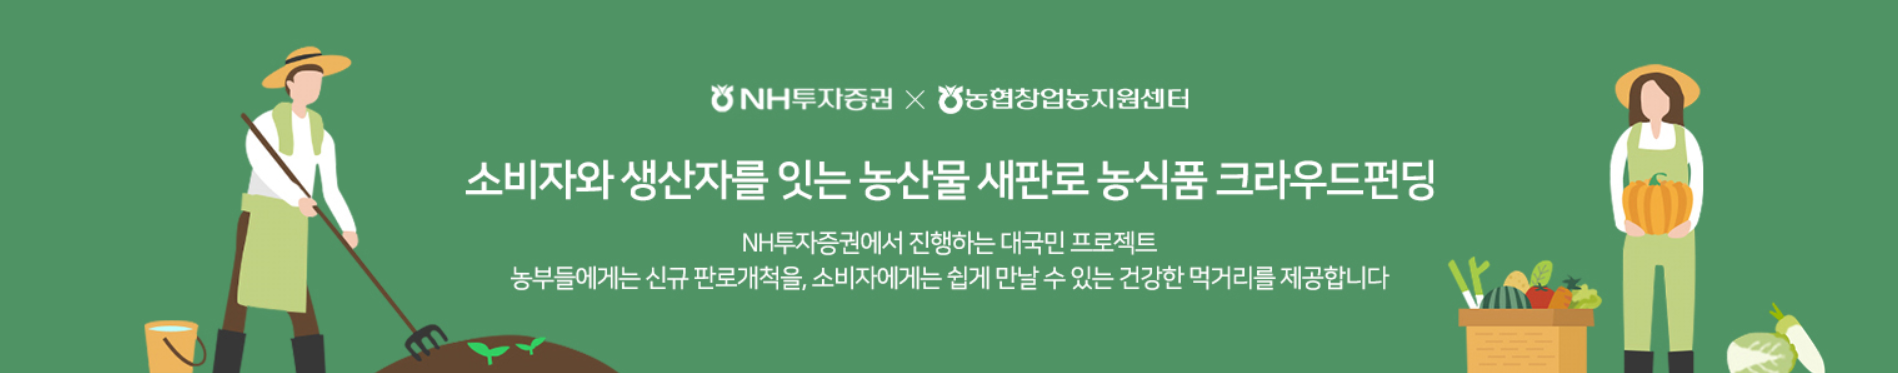 NH투자증권 × 농협창업농지원센터
소비자와 생산자를 잇는 농산물 새판로 농식품 크라우드펀딩
NH투자증권에서 진행하는 대국민 프로젝트
농부들에게는 신규 판로개척을, 소비자에게는 쉽게 만날 수 있는 건강한 먹거리를 제공합니다